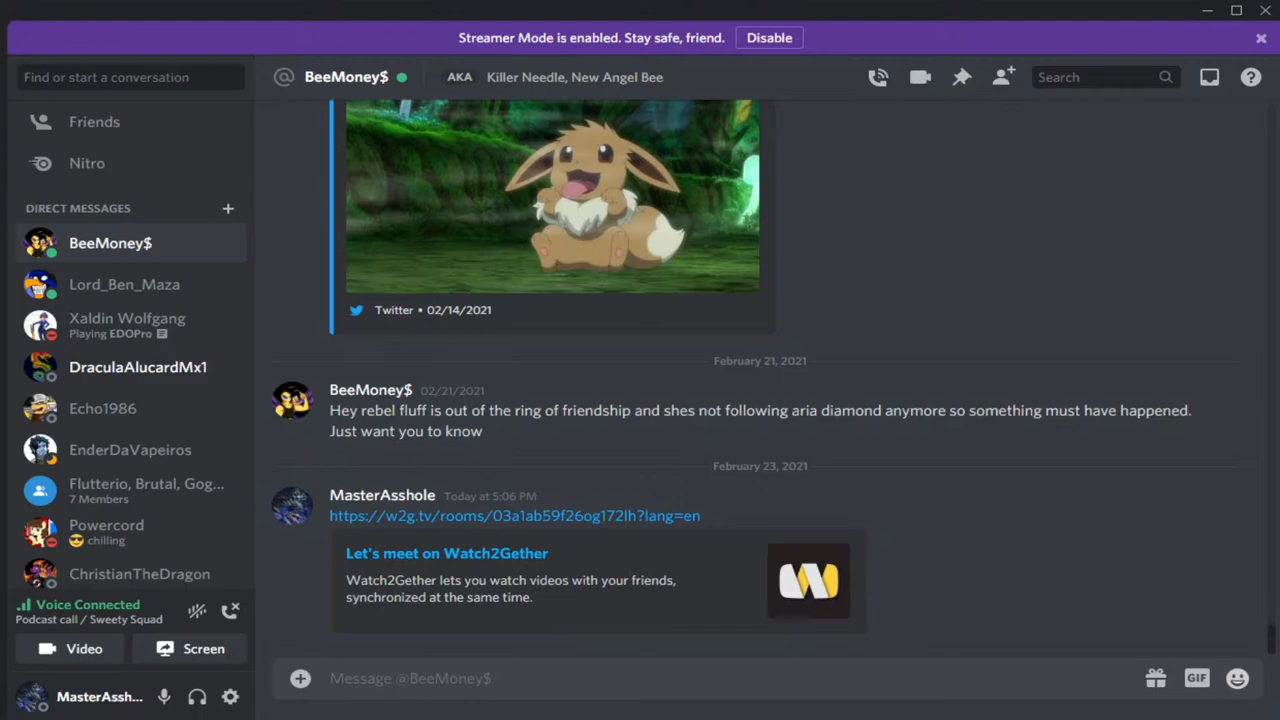 Streamer Mode is enabled. Stay safe, friend. Disable
Find or start a conversation
BeeMoney$ AKA Killer Needle, New Angel Bee
Search
Friends
Nitro
DIRECT MESSAGES
BeeMoney$
Lord_Ben_Maza
Xaldin Wolfgang
Playing EDOPro
DraculaAlucardMx1
Echo1986
EnderDaVapeiros
Flutterio, Brutal, Gog...
7 Members
Powercord
😎 chilling
ChristianTheDragon
Voice Connected
Podcast call / Sweety Squad
Video Screen
MasterAssh...
Twitter • 02/14/2021
February 21, 2021
BeeMoney$ 02/21/2021
Hey rebel fluff is out of the ring of friendship and shes not following aria diamond anymore so something must have happened.
Just want you to know
February 23, 2021
MasterAsshole Today at 5:06 PM
https://w2g.tv/rooms/03a1ab59f26og172lh?lang=en
Let's meet on Watch2Gether
Watch2Gether lets you watch videos with your friends,
synchronized at the same time.
Message @BeeMoney$
GIF